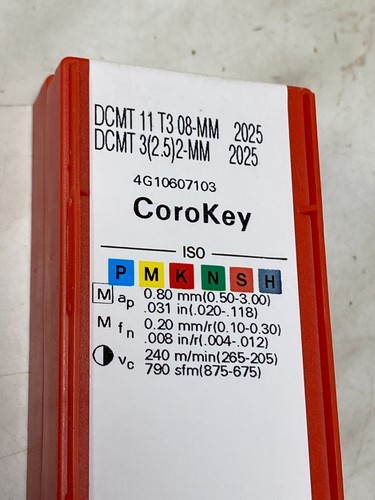 DCMT 11 T3 08-MM 2025
DCMT 3(2.5)2-MM 2025
4G10607103
CoroKey
ISO
P M K N S H
M ap 0.80 mm(0.50-3.00)
.031 in(.020-.118)
M fn 0.20 mm/r(0.10-0.30)
.008 in/r(.004-.012)
vc 240 m/min(265-205)
790 sfm(875-675)